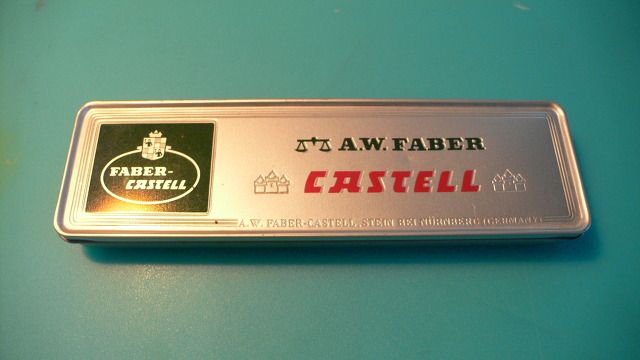 FABER-
CASTELL
A.W. FABER
CASTELL
A. W. FABER-CASTELL, STEIN BEI NÜRNBERG (GERMANY)